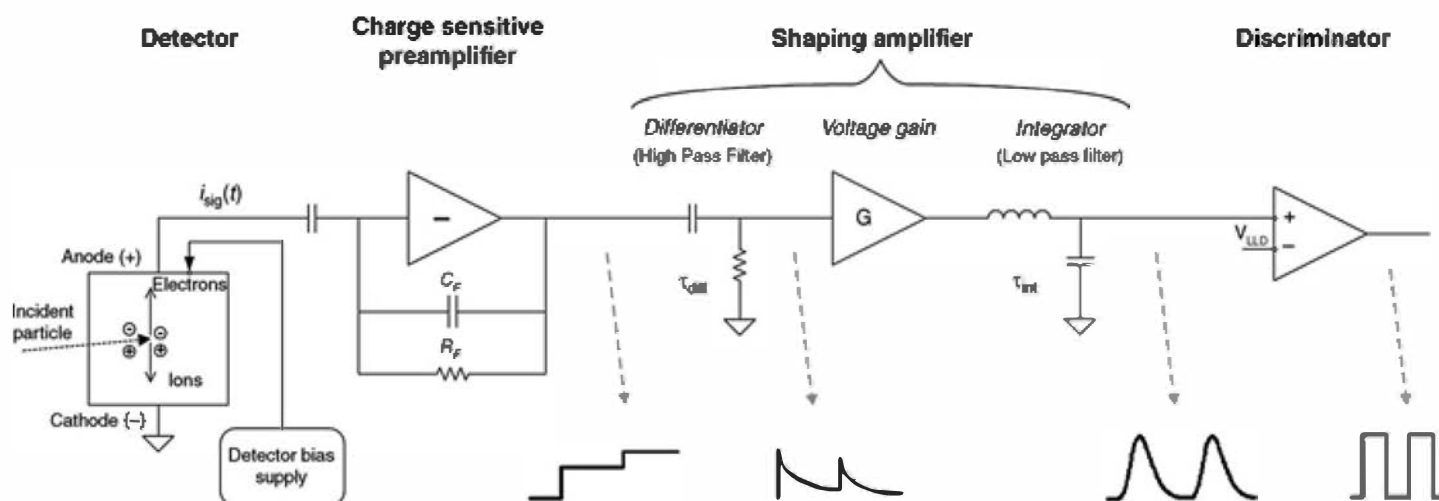 Detector
Charge sensitive
preamplifier
Shaping amplifier
Discriminator
Differentiator
(High Pass Filter)
Voltage gain
Integrator
(Low pass filter)
i_sig(t)
–
G
+
V_LLD
–
Anode (+)
Electrons
C_F
τ_diff
τ_int
Incident
particle
R_F
Ions
Cathode {–}
Detector bias
supply